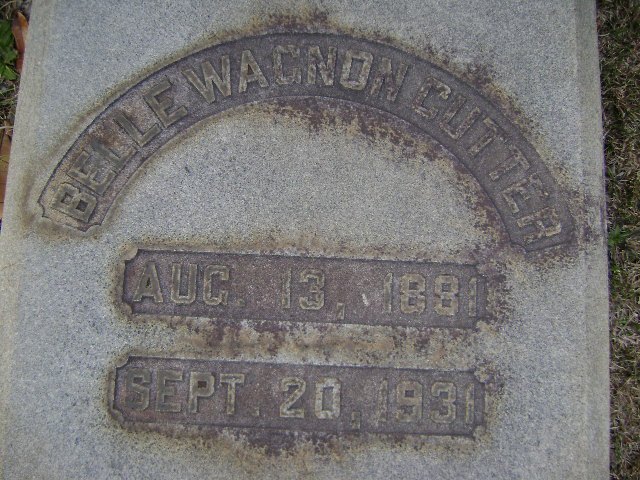 BELLE WAGNON CUTTER
AUG. 13, 1881
SEPT. 20, 1931